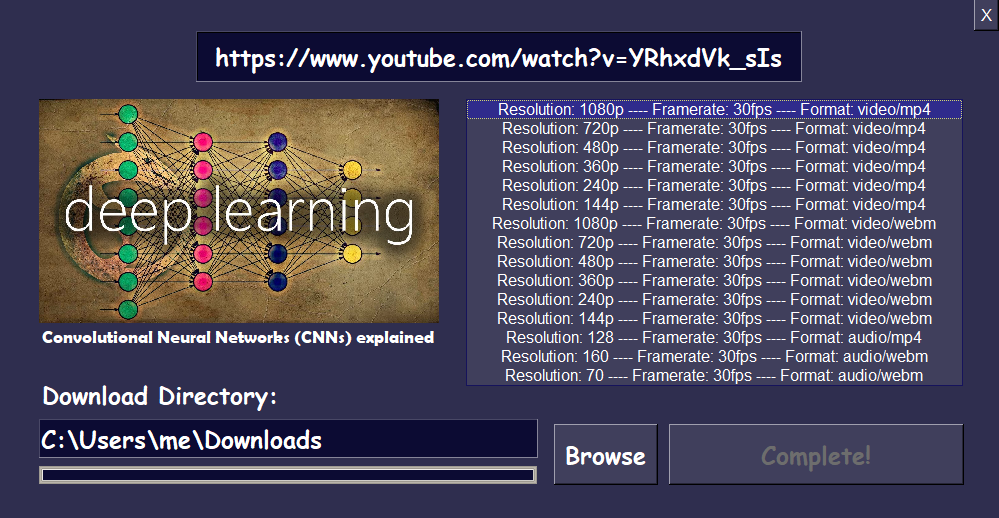 X
https://www.youtube.com/watch?v=YRhxdVk_sIs
deep learning
Convolutional Neural Networks (CNNs) explained
Resolution: 1080p ---- Framerate: 30fps ---- Format: video/mp4
Resolution: 720p ---- Framerate: 30fps ---- Format: video/mp4
Resolution: 480p ---- Framerate: 30fps ---- Format: video/mp4
Resolution: 360p ---- Framerate: 30fps ---- Format: video/mp4
Resolution: 240p ---- Framerate: 30fps ---- Format: video/mp4
Resolution: 144p ---- Framerate: 30fps ---- Format: video/mp4
Resolution: 1080p ---- Framerate: 30fps ---- Format: video/webm
Resolution: 720p ---- Framerate: 30fps ---- Format: video/webm
Resolution: 480p ---- Framerate: 30fps ---- Format: video/webm
Resolution: 360p ---- Framerate: 30fps ---- Format: video/webm
Resolution: 240p ---- Framerate: 30fps ---- Format: video/webm
Resolution: 144p ---- Framerate: 30fps ---- Format: video/webm
Resolution: 128 ---- Framerate: 30fps ---- Format: audio/mp4
Resolution: 160 ---- Framerate: 30fps ---- Format: audio/webm
Resolution: 70 ---- Framerate: 30fps ---- Format: audio/webm
Download Directory:
C:\Users\me\Downloads
Browse
Complete!